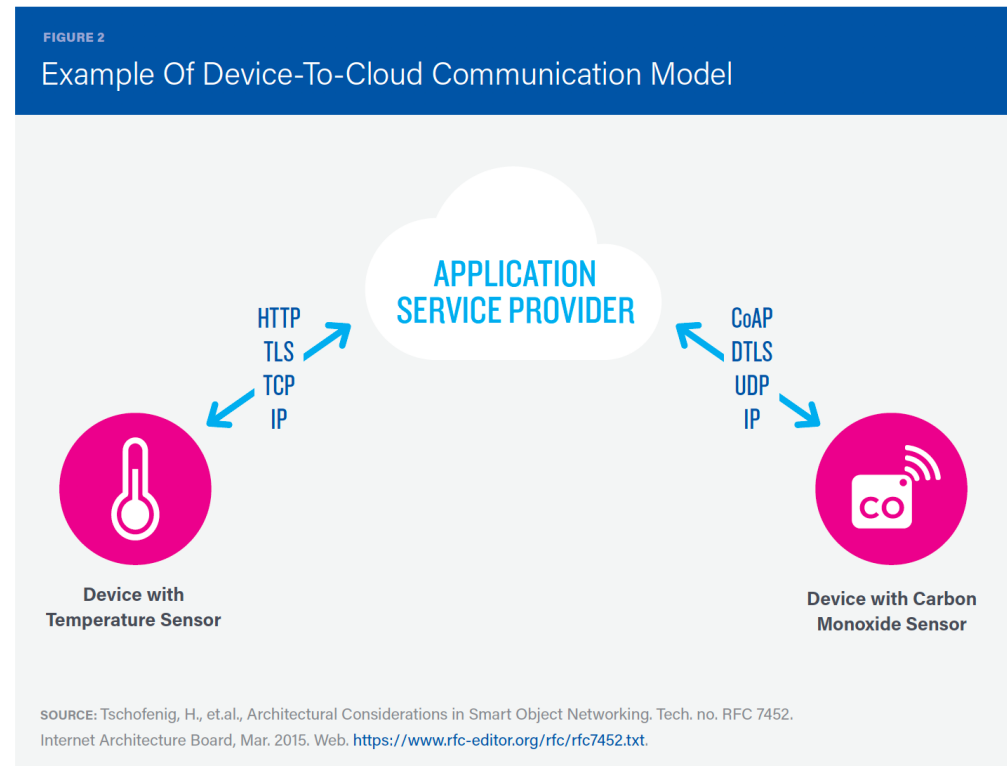 FIGURE 2
Example Of Device-To-Cloud Communication Model
APPLICATION
SERVICE PROVIDER
HTTP
TLS
TCP
IP
CoAP
DTLS
UDP
IP
CO
Device with
Temperature Sensor
Device with Carbon
Monoxide Sensor
SOURCE: Tschofenig, H., et.al., Architectural Considerations in Smart Object Networking. Tech. no. RFC 7452.
Internet Architecture Board, Mar. 2015. Web. https://www.rfc-editor.org/rfc/rfc7452.txt.